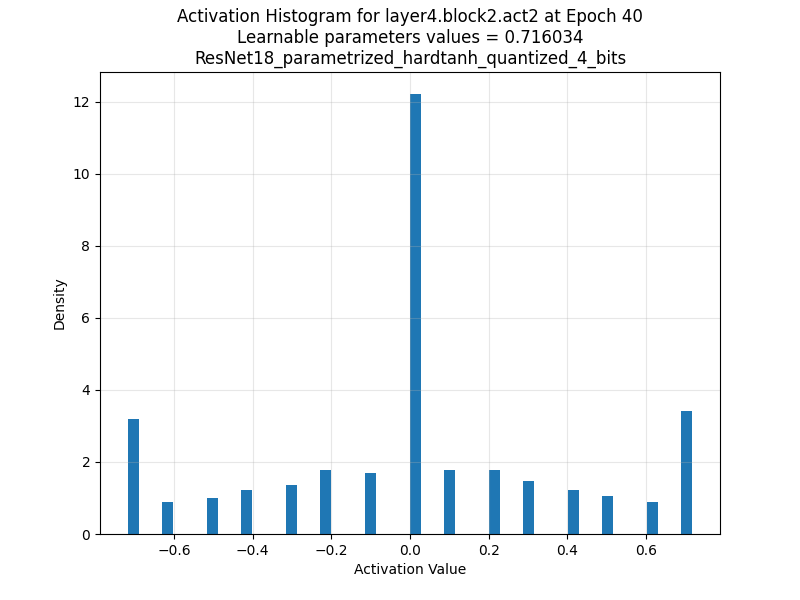 Activation Histogram for layer4.block2.act2 at Epoch 40
Learnable parameters values = 0.716034
ResNet18_parametrized_hardtanh_quantized_4_bits
12
10
8
6
4
2
0
Density
−0.6 −0.4 −0.2 0.0 0.2 0.4 0.6
Activation Value